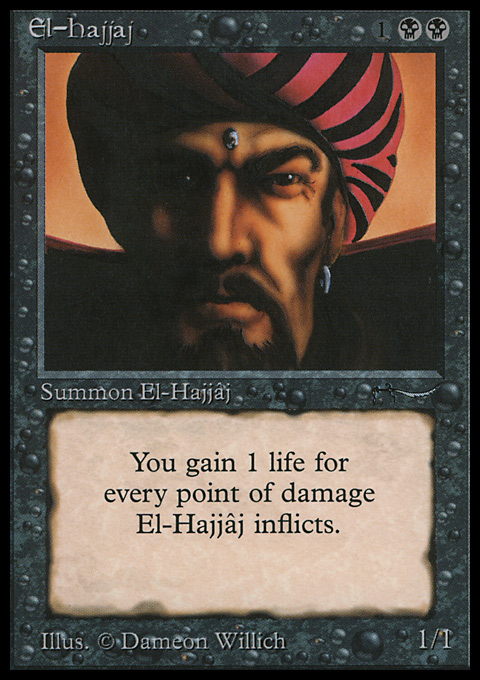 El-Hajjâj 1
Summon El-Hajjâj
You gain 1 life for
every point of damage
El-Hajjâj inflicts.
Illus. © Dameon Willich 1/1